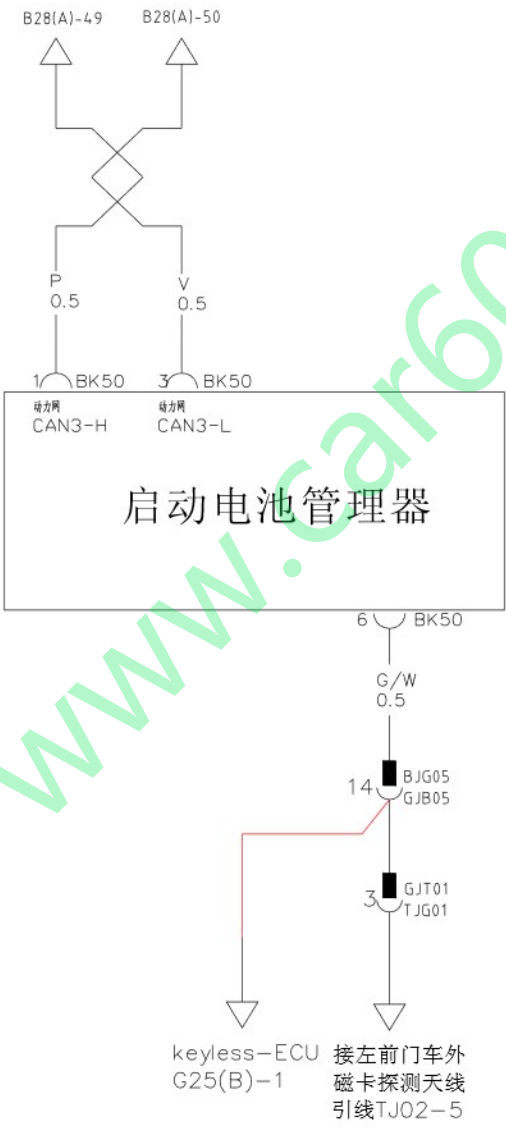 B28(A)-49 B28(A)-50
P V
0.5 0.5
1 BK50 3 BK50
动力网 动力网
CAN3-H CAN3-L
启动电池管理器
6 BK50
G/W
0.5
14 BJG05
GJB05
3 GJT01
TJG01
keyless-ECU
G25(B)-1
接左前门车外
磁卡探测天线
引线TJ02-5
www.car60